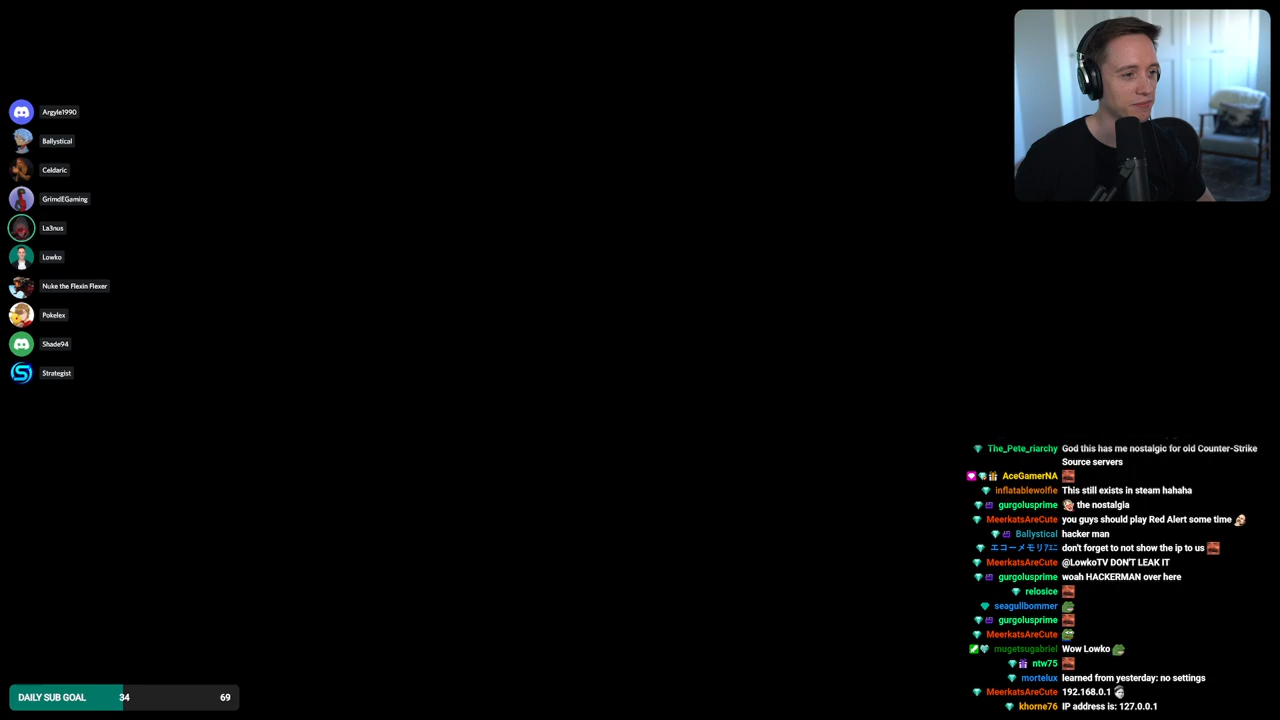 Argyle1990
Ballystical
Celdaric
GrimdEGaming
La3nus
Lowko
Nuke the Flexin Flexer
Pokelex
Shade94
Strategist
The_Pete_riarchy God this has me nostalgic for old Counter-Strike
Source servers
AceGamerNA
inflatablewolfie This still exists in steam hahaha
gurgolusprime the nostalgia
MeerkatsAreCute you guys should play Red Alert some time
Ballystical hacker man
エコーメモリアエニ don't forget to not show the ip to us
MeerkatsAreCute @LowkoTV DON'T LEAK IT
gurgolusprime woah HACKERMAN over here
relosice
seagullbommer
gurgolusprime
MeerkatsAreCute
mugetsugabriel Wow Lowko
ntw75
mortelux learned from yesterday: no settings
MeerkatsAreCute 192.168.0.1
khorne76 IP address is: 127.0.0.1
DAILY SUB GOAL 34 69